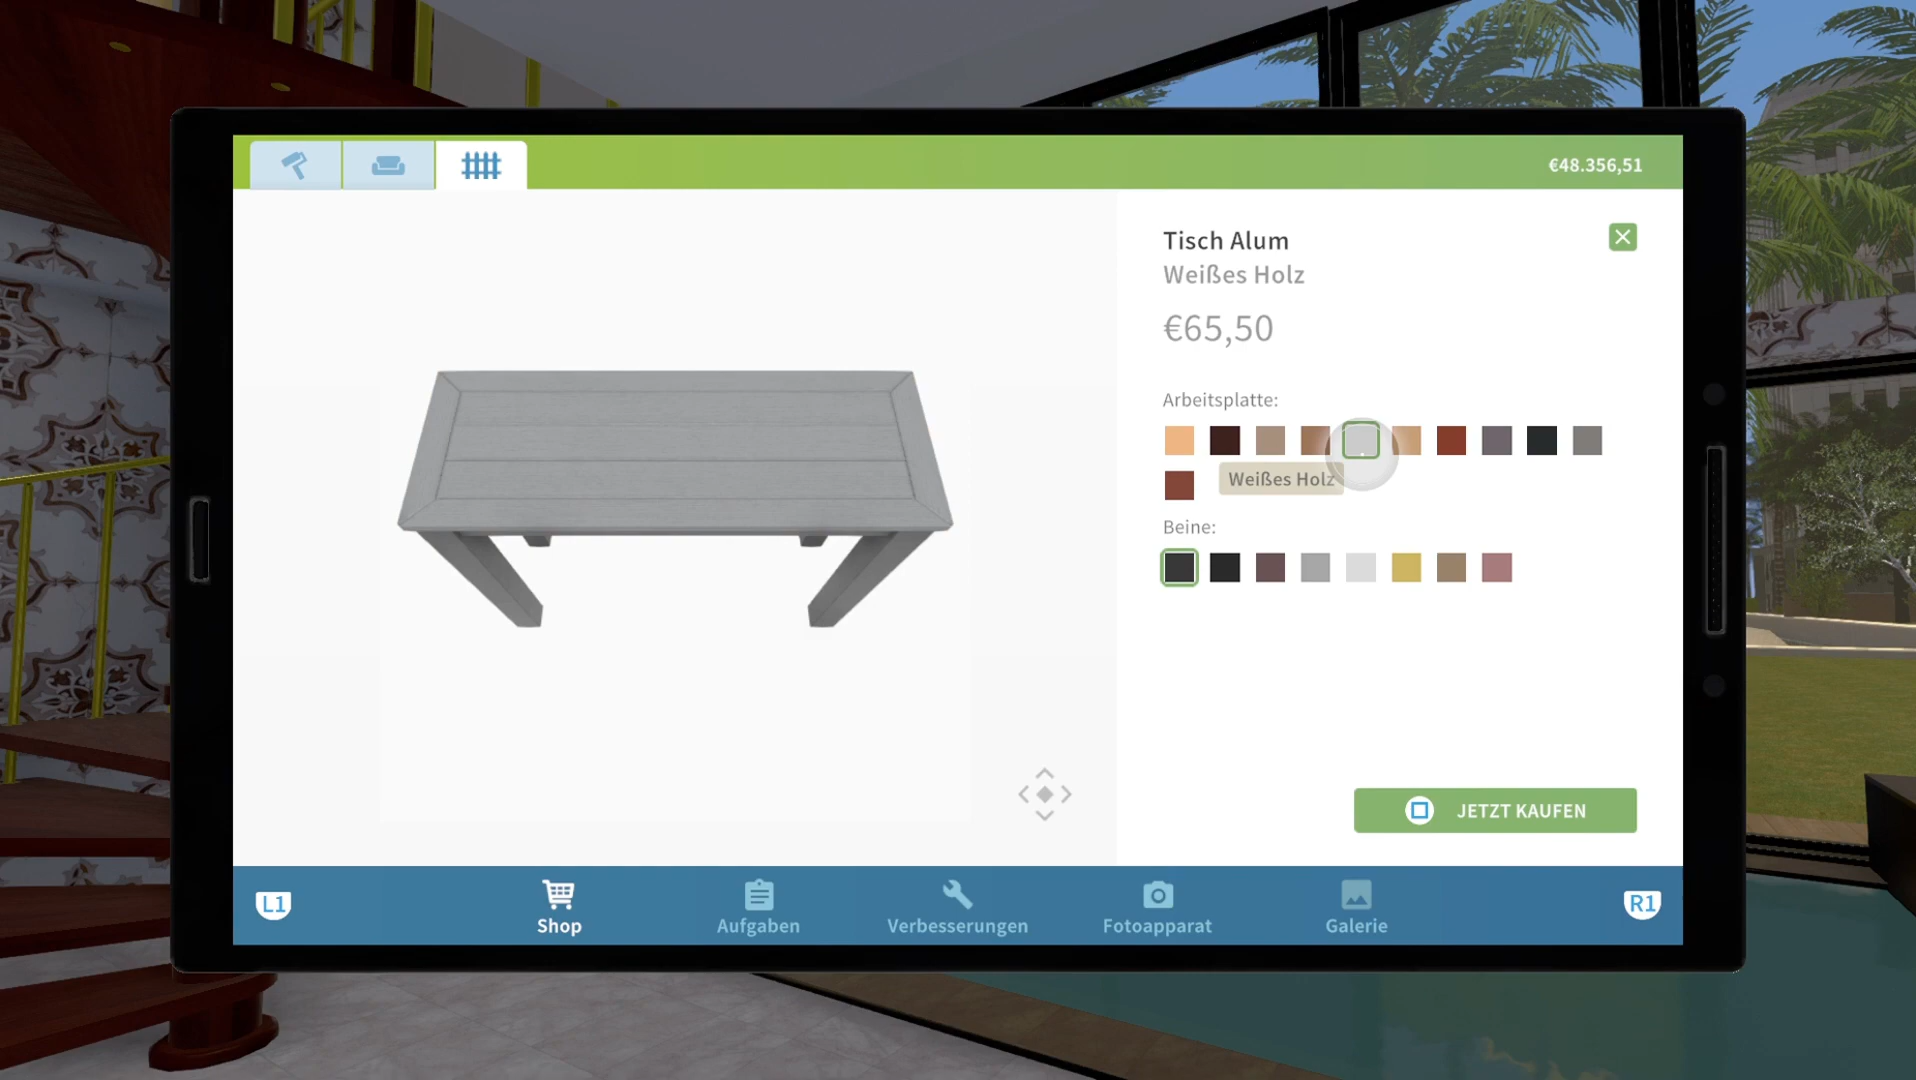 €48.356,51
Tisch Alum
Weißes Holz
€65,50
Arbeitsplatte:
Weißes Holz
Beine:
JETZT KAUFEN
L1
Shop
Aufgaben
Verbesserungen
Fotoapparat
Galerie
R1